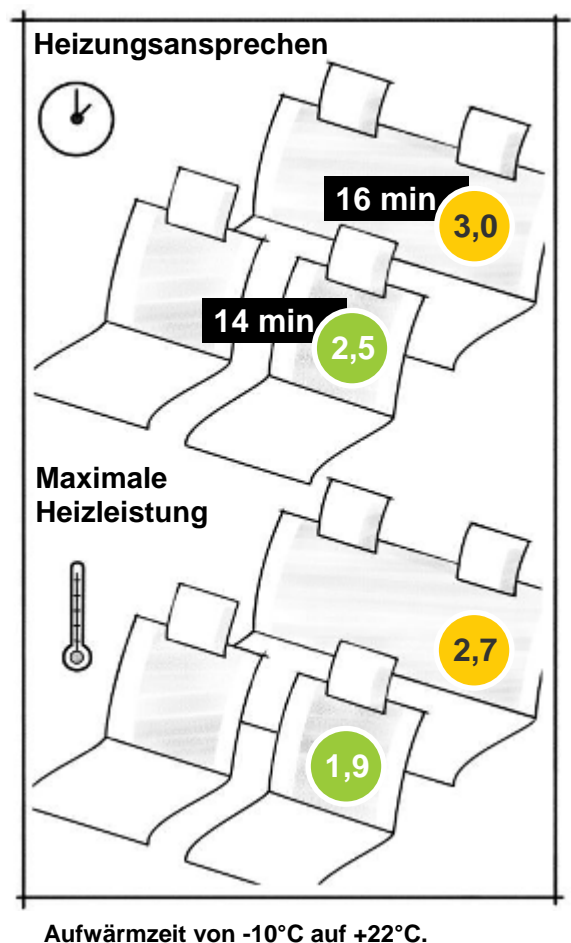 Heizungsansprechen
16 min
3,0
14 min
2,5
Maximale
Heizleistung
2,7
1,9
Aufwärmzeit von -10°C auf +22°C.